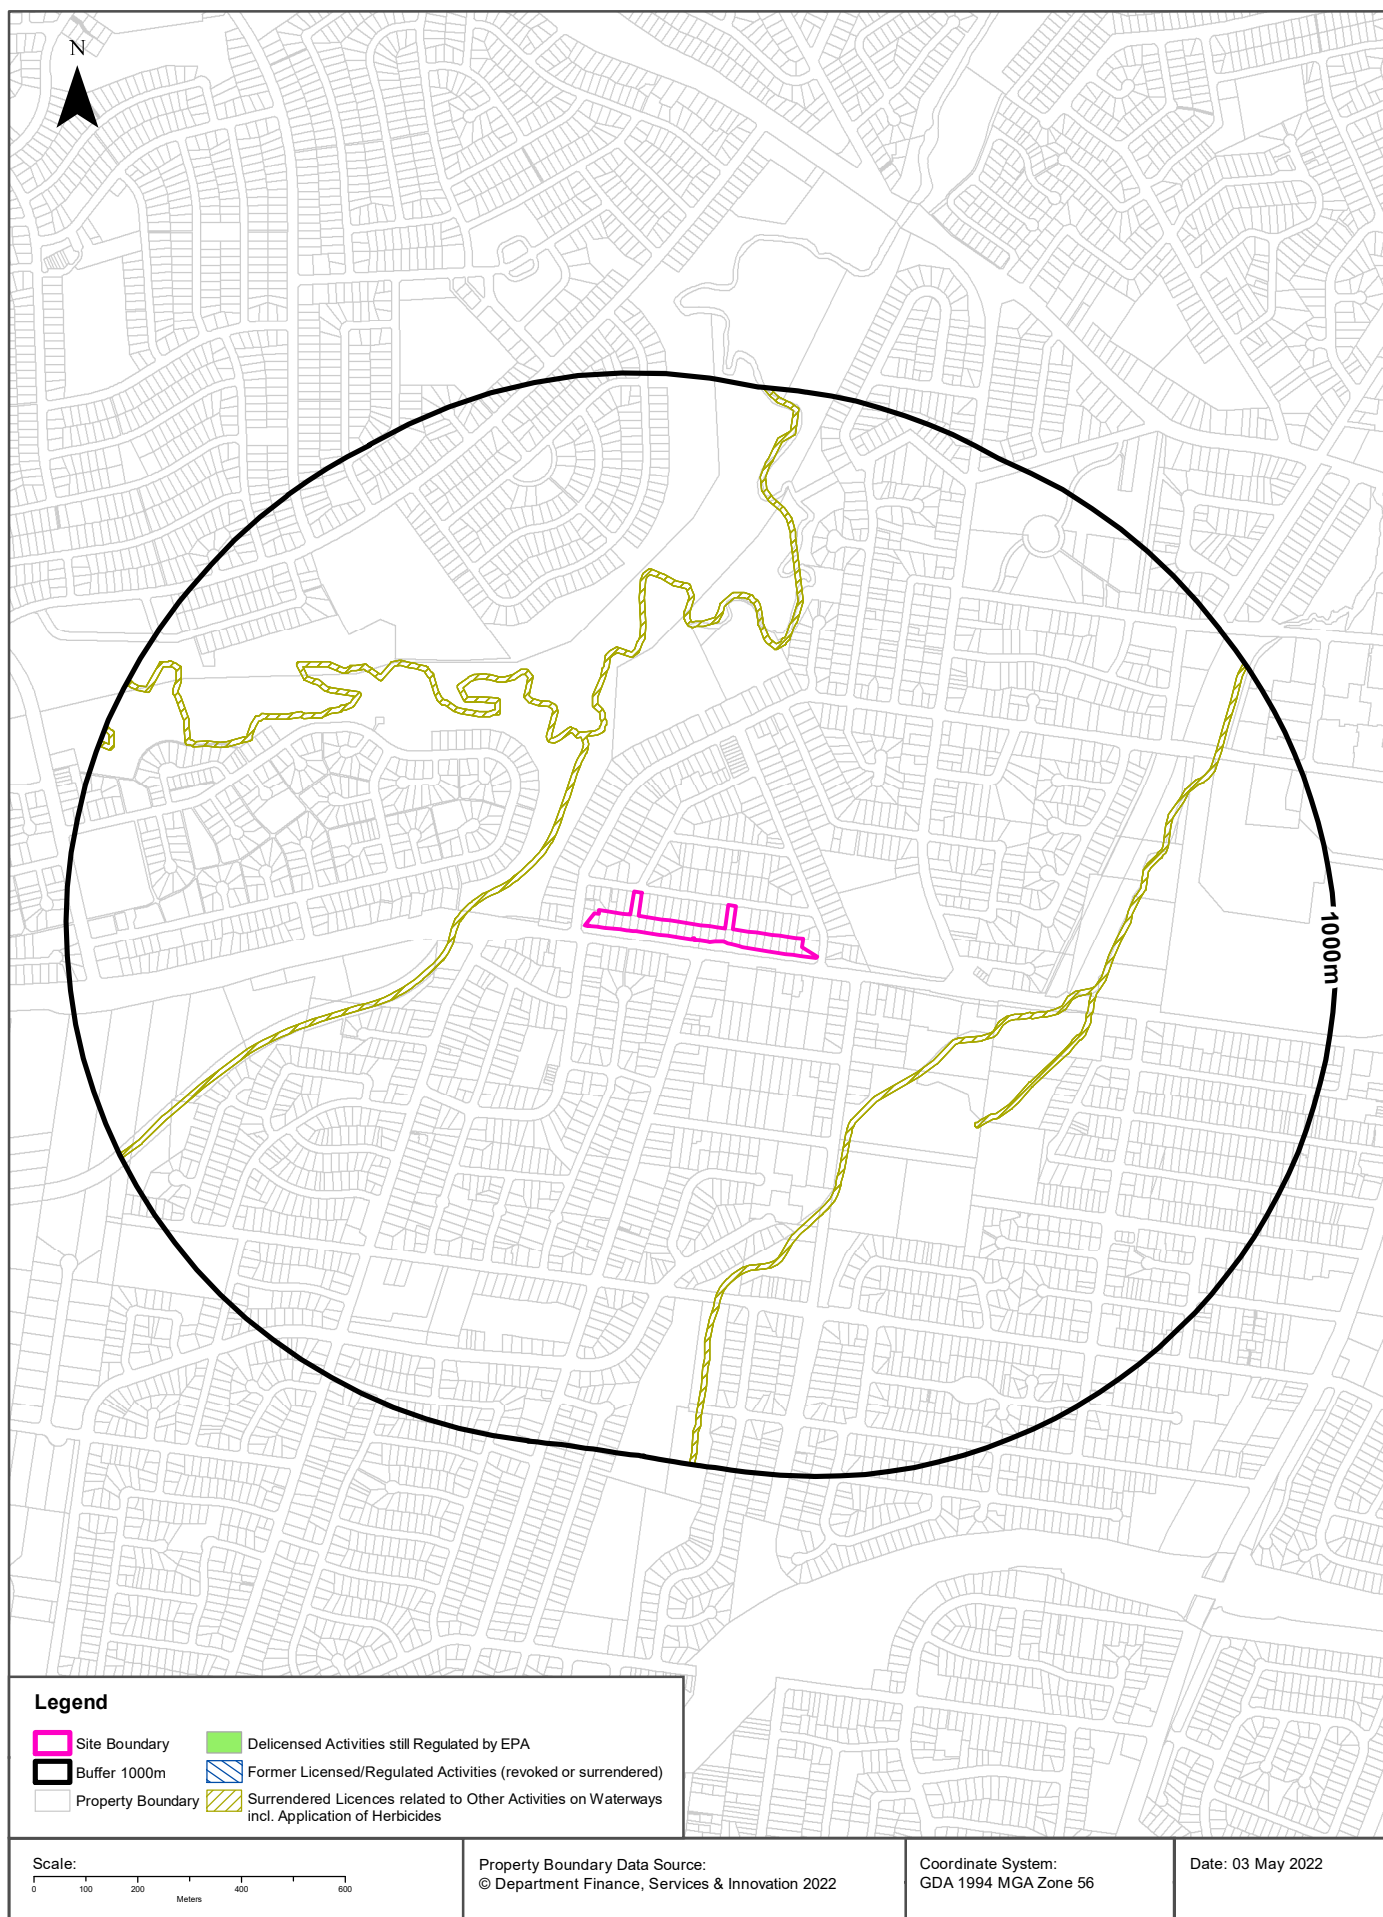 N
1000m
Legend
Site Boundary
Buffer 1000m
Property Boundary
Delicensed Activities still Regulated by EPA
Former Licensed/Regulated Activities (revoked or surrendered)
Surrendered Licences related to Other Activities on Waterways
incl. Application of Herbicides
Scale:
0 100 200 400 600
Meters
Property Boundary Data Source:
© Department Finance, Services & Innovation 2022
Coordinate System:
GDA 1994 MGA Zone 56
Date: 03 May 2022